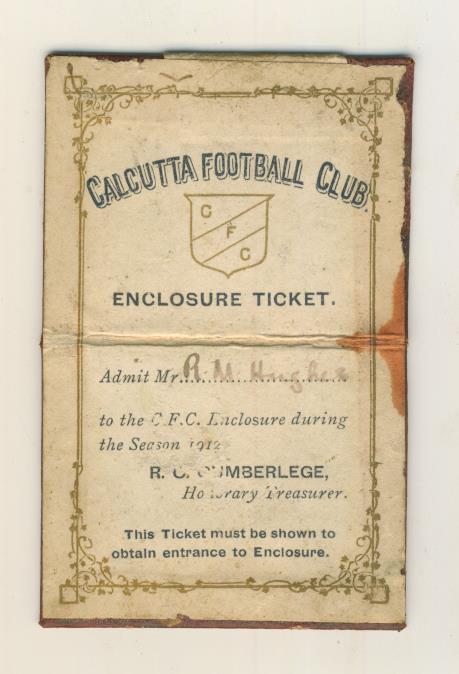 CALCUTTA FOOTBALL CLUB.
C
F
C
ENCLOSURE TICKET.
Admit Mr. R. M. Hughes
to the C.F.C. Enclosure during
the Season 1912
R. C. CUMBERLEGE,
Honorary Treasurer.
This Ticket must be shown to
obtain entrance to Enclosure.